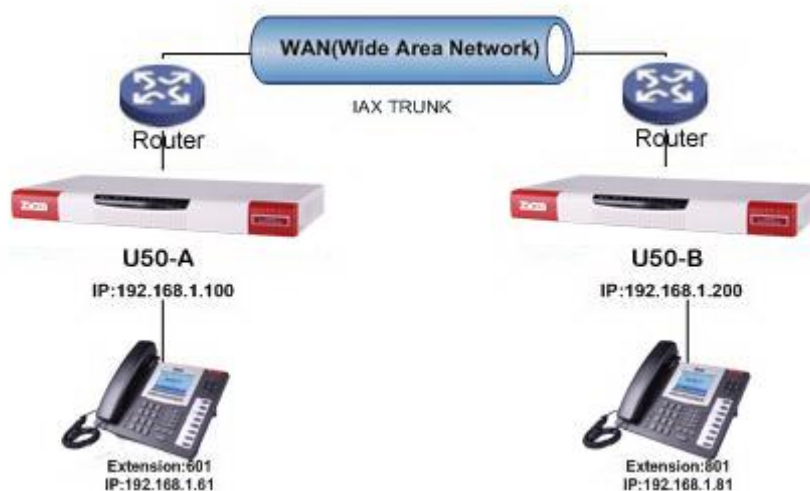 WAN(Wide Area Network)
IAX TRUNK
Router
Router
U50-A
IP:192.168.1.100
U50-B
IP:192.168.1.200
Extension:601
IP:192.168.1.61
Extension:801
IP:192.168.1.81